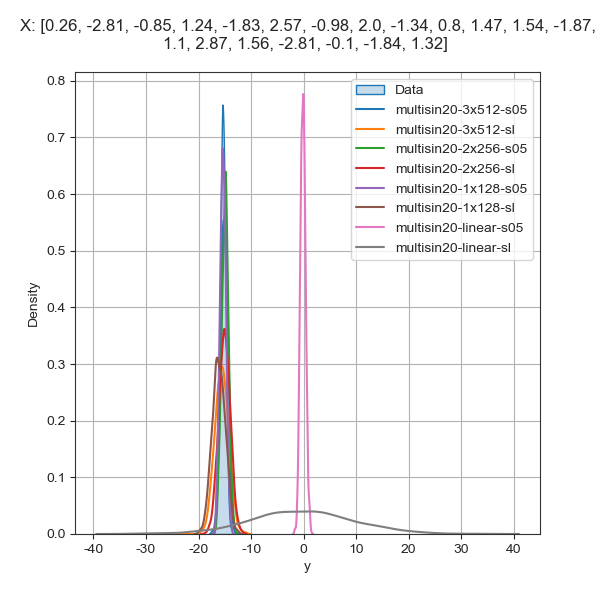 X: [0.26, -2.81, -0.85, 1.24, -1.83, 2.57, -0.98, 2.0, -1.34, 0.8, 1.47, 1.54, -1.87,
1.1, 2.87, 1.56, -2.81, -0.1, -1.84, 1.32]
0.8
0.7
0.6
0.5
0.4
0.3
0.2
0.1
0.0
Density
Data
multisin20-3x512-s05
multisin20-3x512-sl
multisin20-2x256-s05
multisin20-2x256-sl
multisin20-1x128-s05
multisin20-1x128-sl
multisin20-linear-s05
multisin20-linear-sl
-40 -30 -20 -10 0 10 20 30 40
y